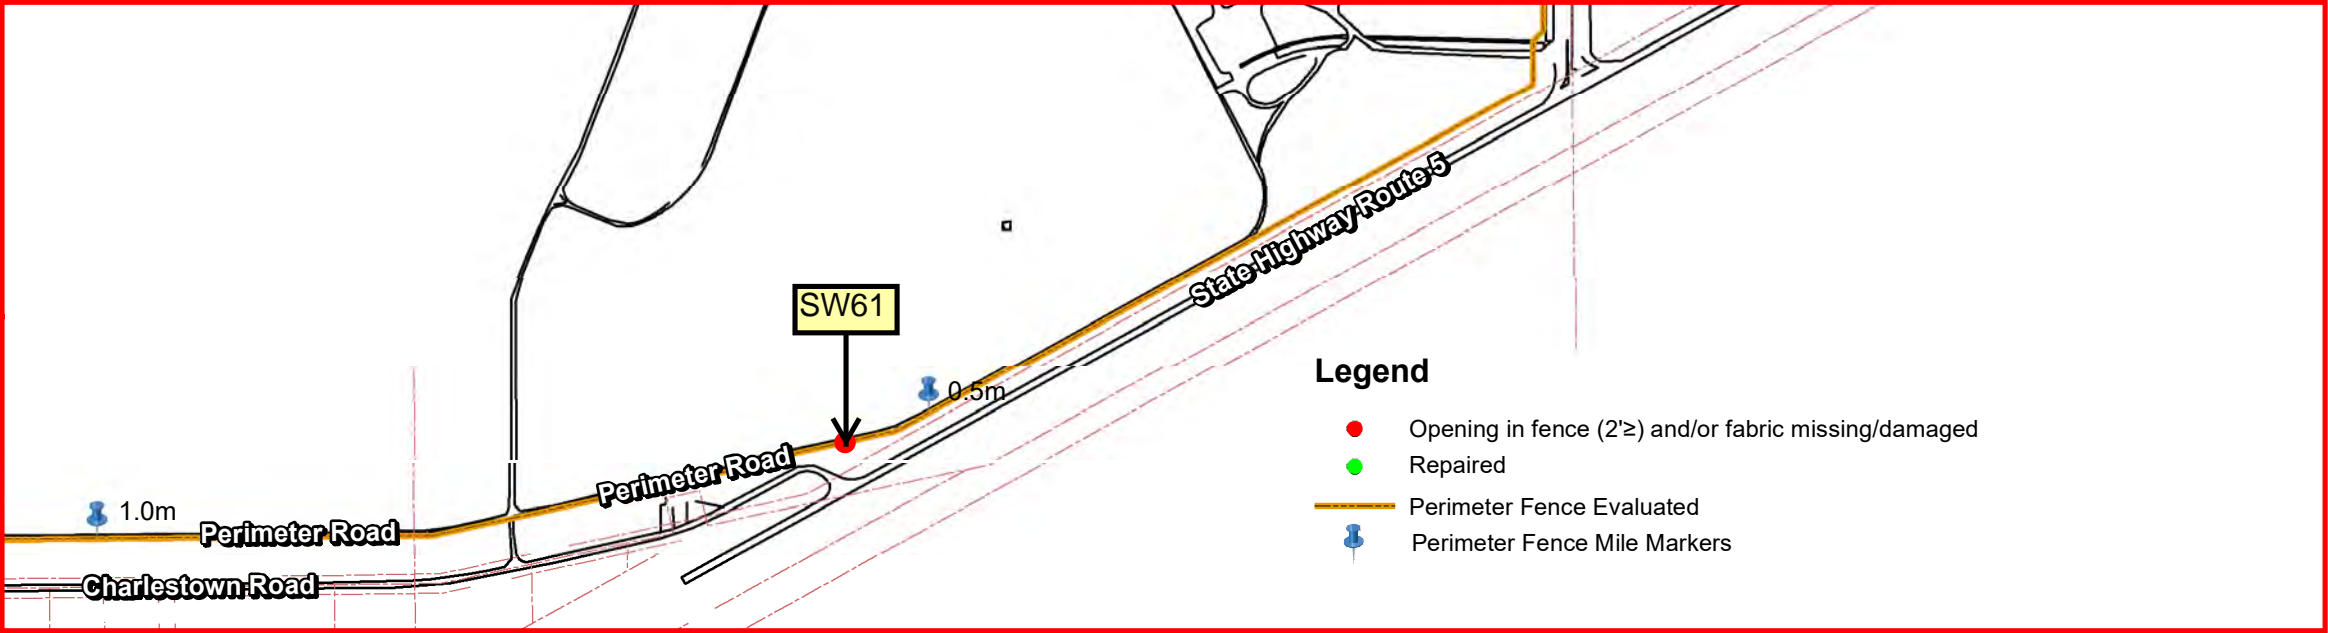 State Highway Route 5
SW61
0.5m
Perimeter Road
1.0m
Perimeter Road
Charlestown Road
Legend
Opening in fence (2'≥) and/or fabric missing/damaged
Repaired
Perimeter Fence Evaluated
Perimeter Fence Mile Markers